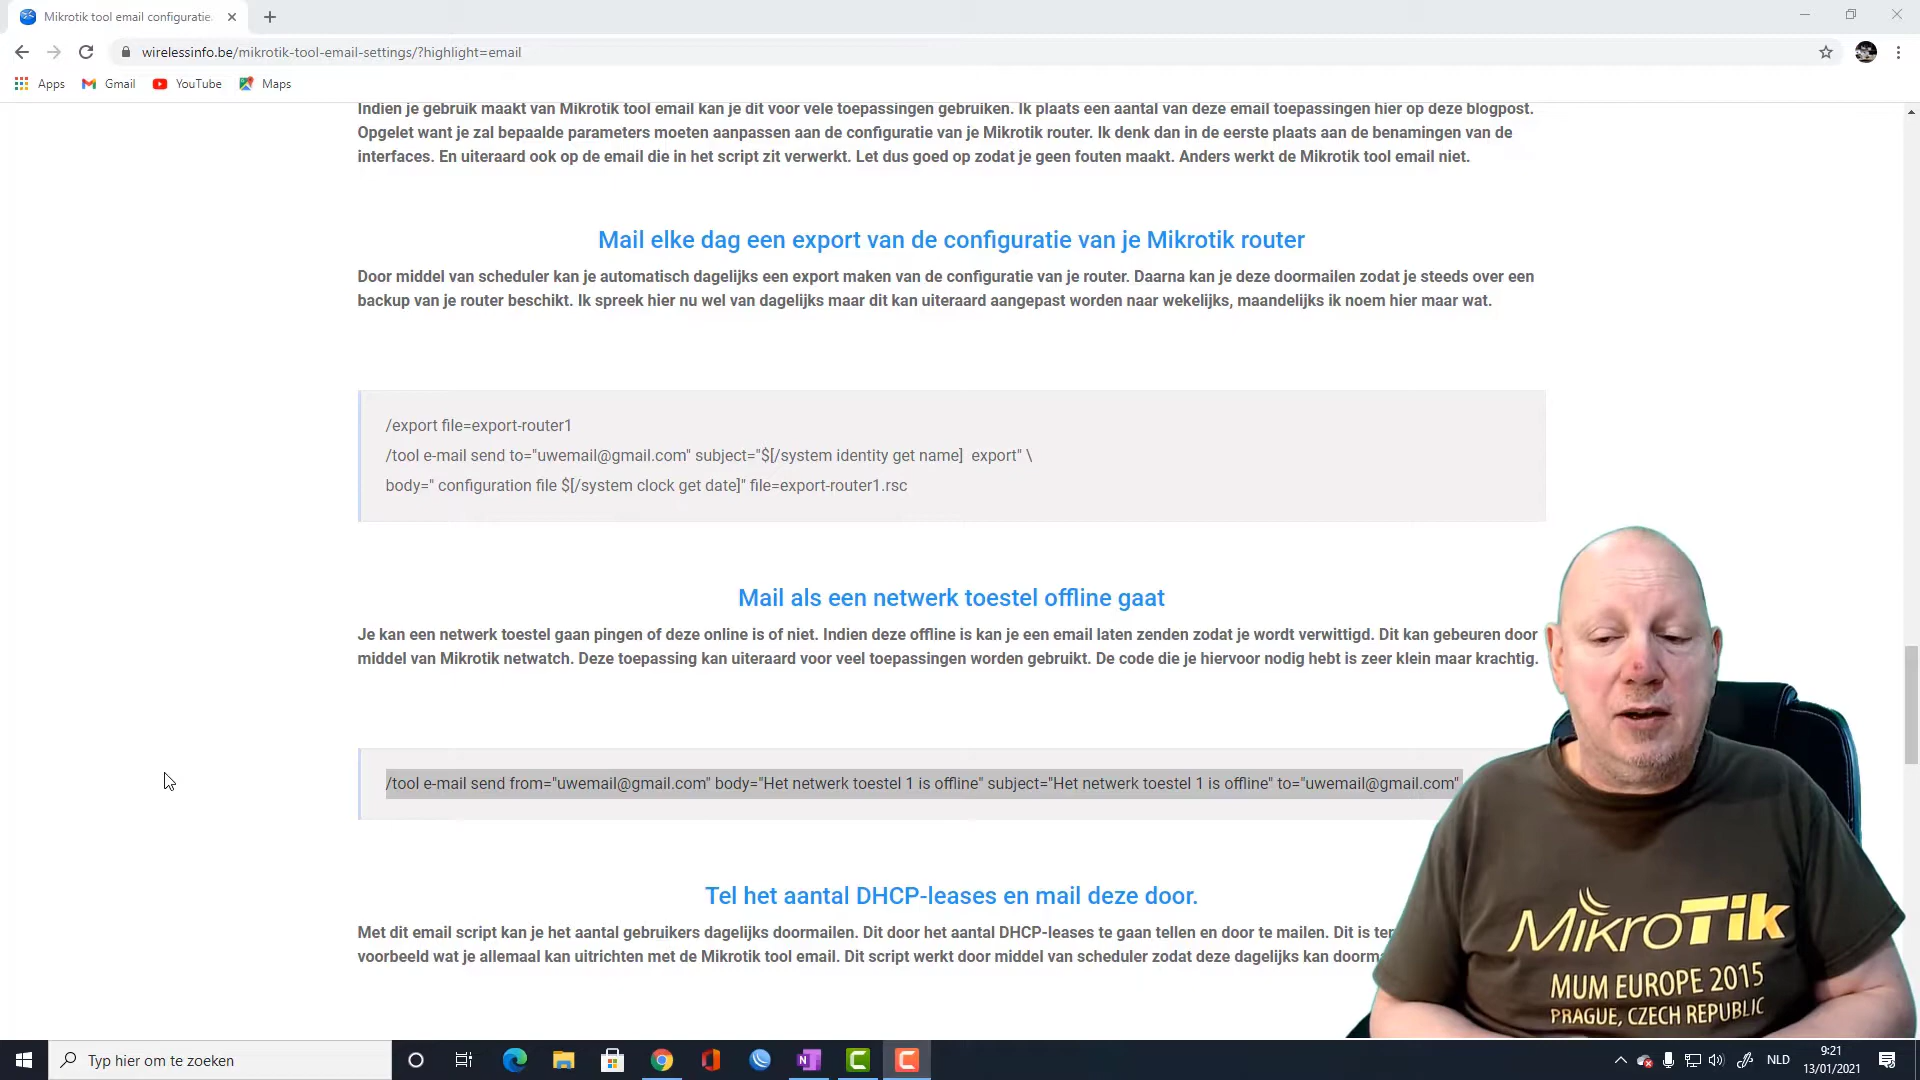 Mikrotik tool email configuratie.
wirelessinfo.be/mikrotik-tool-email-settings/?highlight=email
Apps Gmail YouTube Maps
Indien je gebruik maakt van Mikrotik tool email kan je dit voor vele toepassingen gebruiken. Ik plaats een aantal van deze email toepassingen hier op deze blogpost.
Opgelet want je zal bepaalde parameters moeten aanpassen aan de configuratie van je Mikrotik router. Ik denk dan in de eerste plaats aan de benamingen van de
interfaces. En uiteraard ook op de email die in het script zit verwerkt. Let dus goed op zodat je geen fouten maakt. Anders werkt de Mikrotik tool email niet.
Mail elke dag een export van de configuratie van je Mikrotik router
Door middel van scheduler kan je automatisch dagelijks een export maken van de configuratie van je router. Daarna kan je deze doormailen zodat je steeds over een
backup van je router beschikt. Ik spreek hier nu wel van dagelijks maar dit kan uiteraard aangepast worden naar wekelijks, maandelijks ik noem hier maar wat.
/export file=export-router1
/tool e-mail send to="uwemail@gmail.com" subject="$[/system identity get name] export" \
body=" configuration file $[/system clock get date]" file=export-router1.rsc
Mail als een netwerk toestel offline gaat
Je kan een netwerk toestel gaan pingen of deze online is of niet. Indien deze offline is kan je een email laten zenden zodat je wordt verwittigd. Dit kan gebeuren door
middel van Mikrotik netwatch. Deze toepassing kan uiteraard voor veel toepassingen worden gebruikt. De code die je hiervoor nodig hebt is zeer klein maar krachtig.
/tool e-mail send from="uwemail@gmail.com" body="Het netwerk toestel 1 is offline" subject="Het netwerk toestel 1 is offline" to="uwemail@gmail.com"
Tel het aantal DHCP-leases en mail deze door.
Met dit email script kan je het aantal gebruikers dagelijks doormailen. Dit door het aantal DHCP-leases te gaan tellen en door te mailen. Dit is
voorbeeld wat je allemaal kan uitrichten met de Mikrotik tool email. Dit script werkt door middel van scheduler zodat deze dagelijks kan
MikroTik
MUM EUROPE 2015
PRAGUE, CZECH REPUBLIC
Typ hier om te zoeken
NLD
9:21
13/01/2021